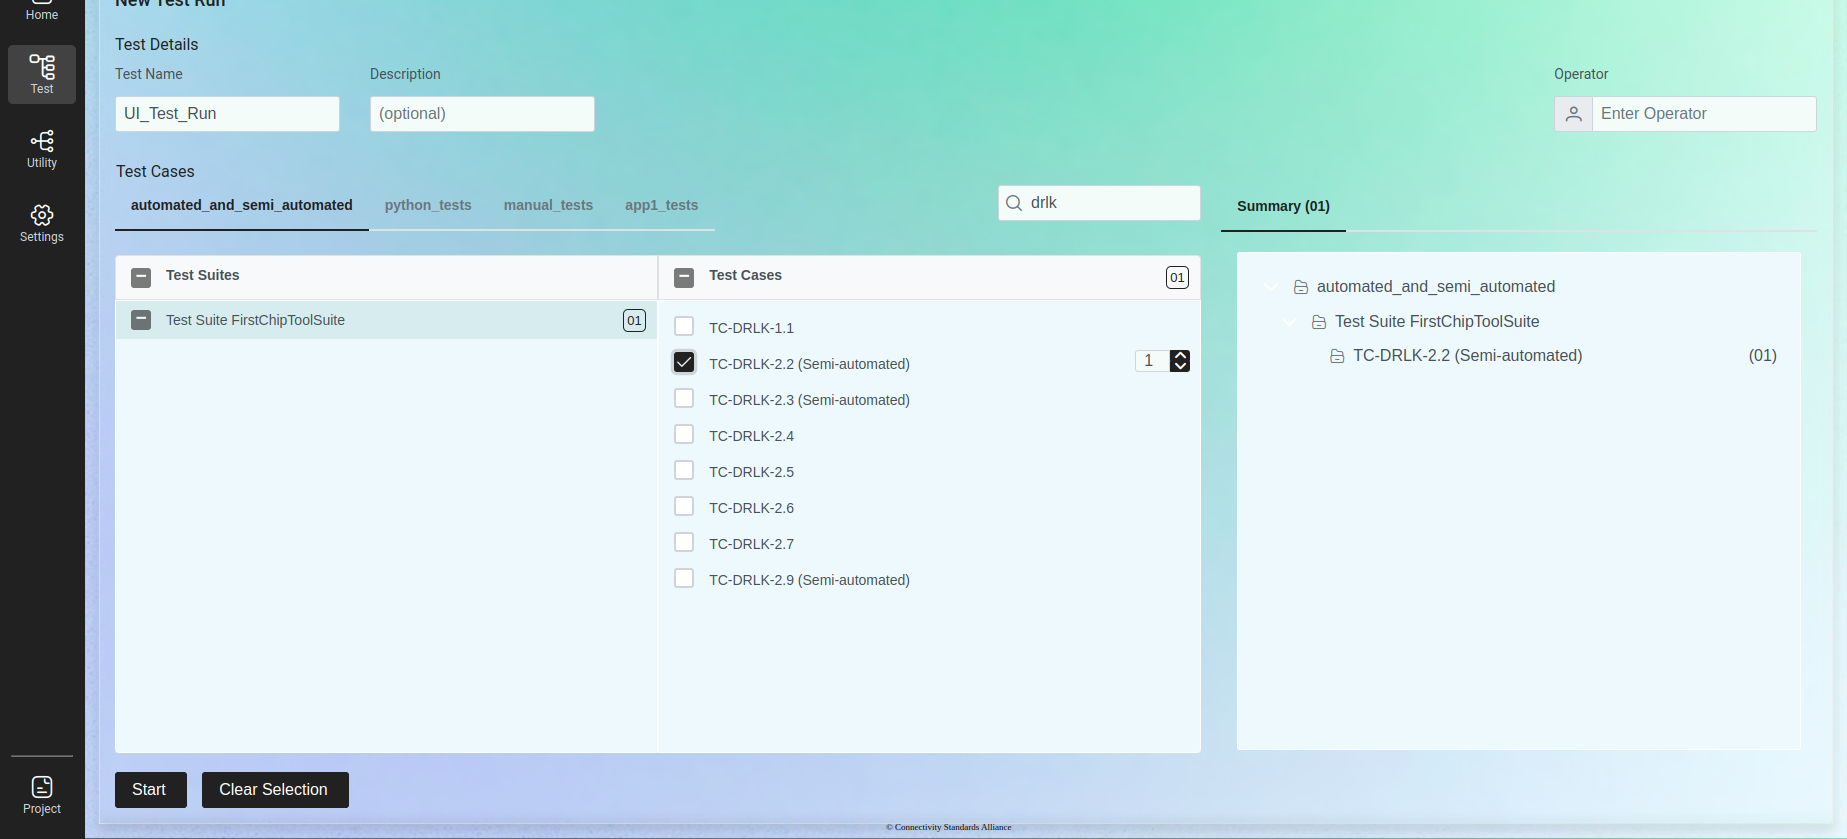 Home
Test
Utility
Settings
Project
New Test Run
Test Details
Test Name
Description
Operator
UI_Test_Run
(optional)
Enter Operator
Test Cases
automated_and_semi_automated
python_tests
manual_tests
app1_tests
drlk
Test Suites
Test Cases
01
Test Suite FirstChipToolSuite
01
TC-DRLK-1.1
TC-DRLK-2.2 (Semi-automated)
1
TC-DRLK-2.3 (Semi-automated)
TC-DRLK-2.4
TC-DRLK-2.5
TC-DRLK-2.6
TC-DRLK-2.7
TC-DRLK-2.9 (Semi-automated)
Summary (01)
automated_and_semi_automated
Test Suite FirstChipToolSuite
TC-DRLK-2.2 (Semi-automated) (01)
Start
Clear Selection
© Connectivity Standards Alliance